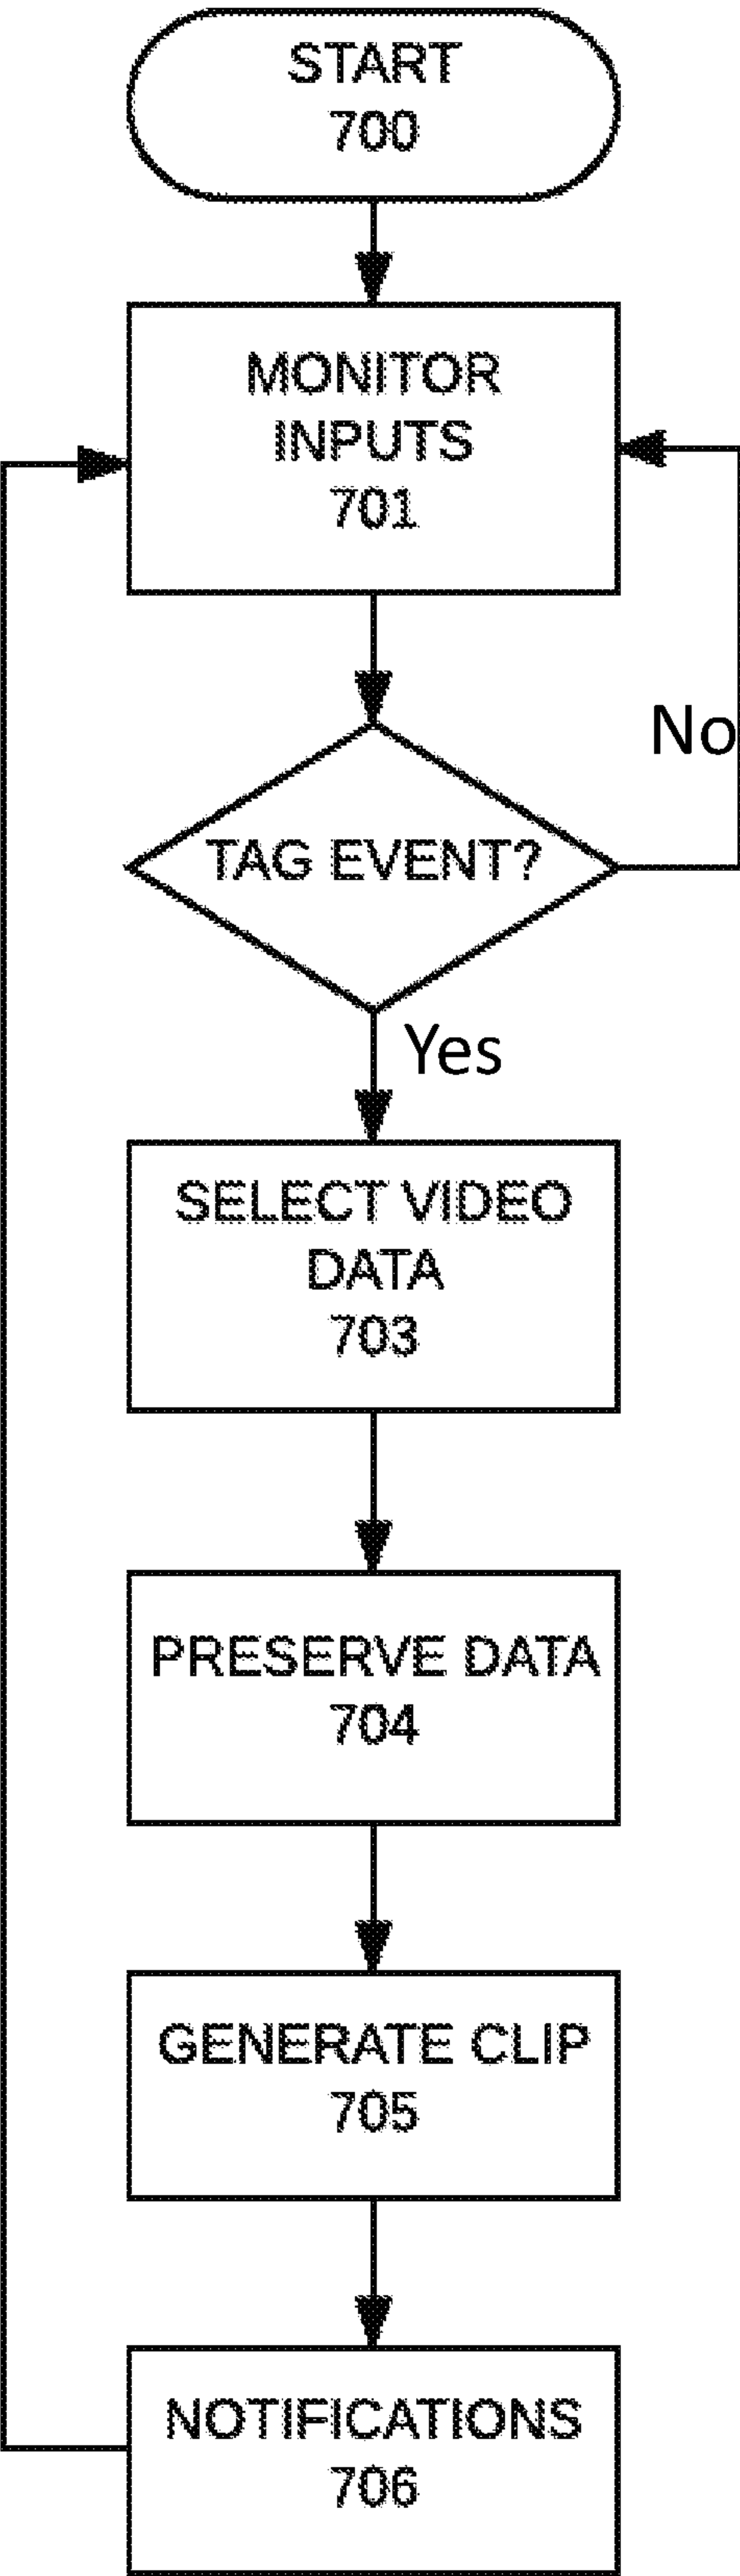 START
700
MONITOR
INPUTS
701
No
TAG EVENT?
Yes
SELECT VIDEO
DATA
703
PRESERVE DATA
704
GENERATE CLIP
705
NOTIFICATIONS
706